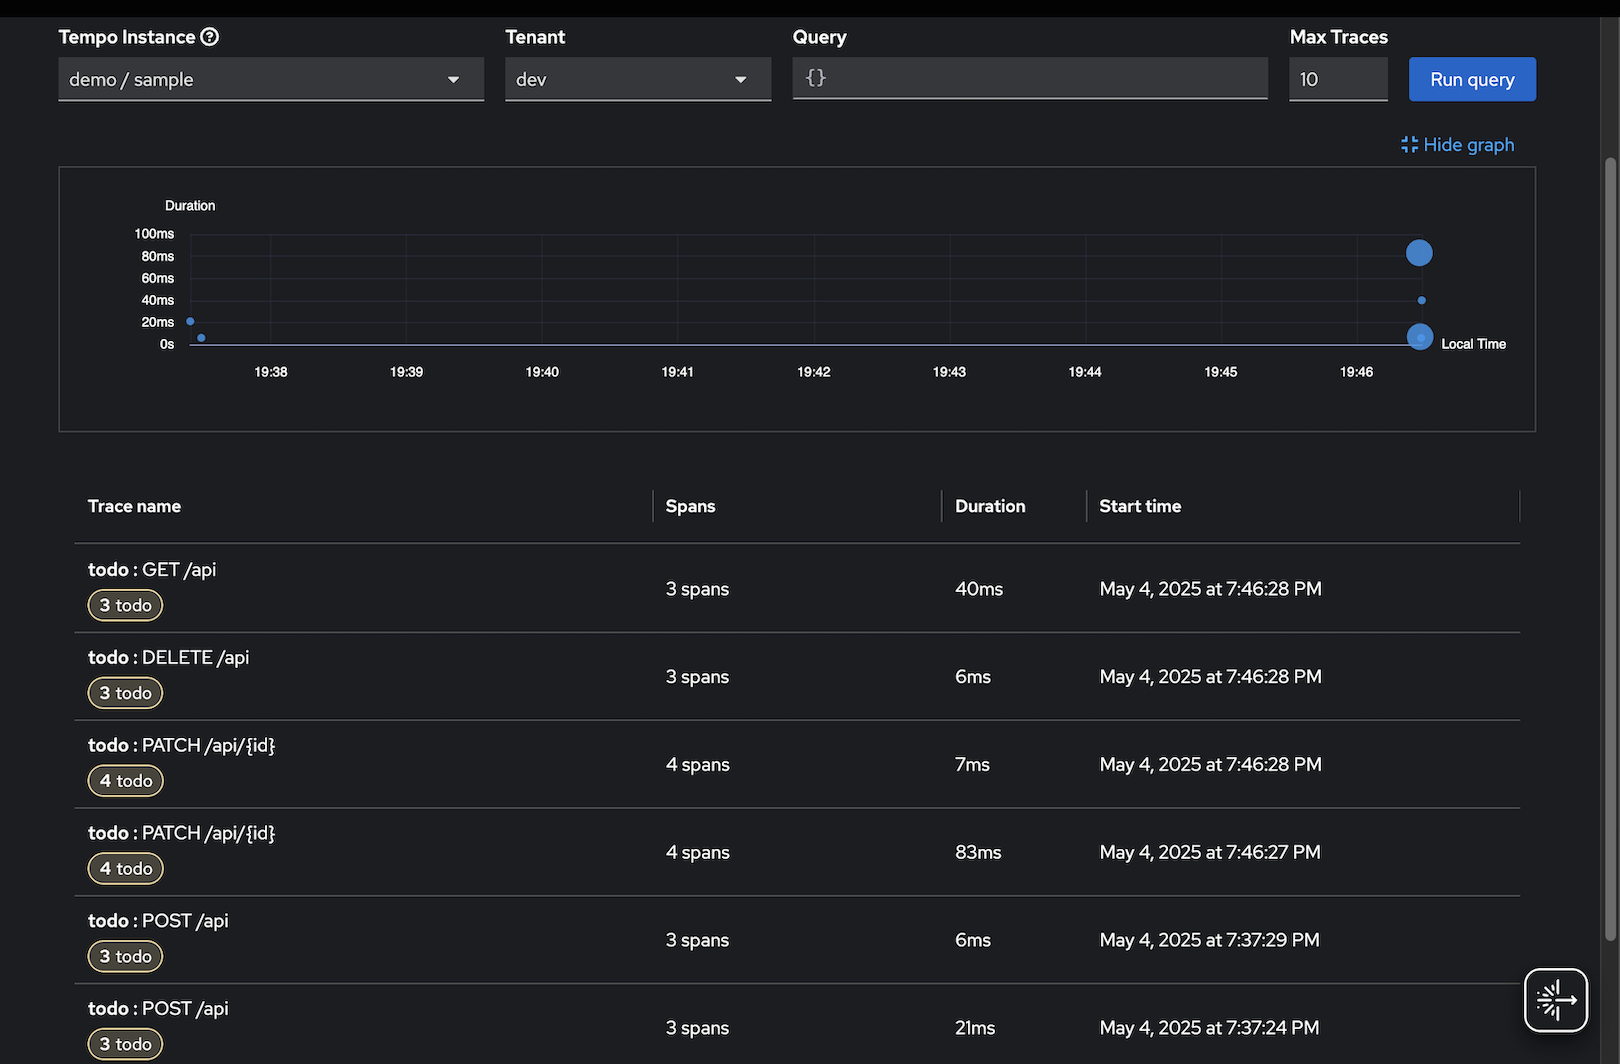 Tempo Instance Tenant Query Max Traces
demo / sample dev {} 10 Run query
Hide graph
Duration
100ms
80ms
60ms
40ms
20ms
0s
Local Time
19:38 19:39 19:40 19:41 19:42 19:43 19:44 19:45 19:46
Trace name Spans Duration Start time
todo : GET /api
3 todo
3 spans 40ms May 4, 2025 at 7:46:28 PM
todo : DELETE /api
3 todo
3 spans 6ms May 4, 2025 at 7:46:28 PM
todo : PATCH /api/{id}
4 todo
4 spans 7ms May 4, 2025 at 7:46:28 PM
todo : PATCH /api/{id}
4 todo
4 spans 83ms May 4, 2025 at 7:46:27 PM
todo : POST /api
3 todo
3 spans 6ms May 4, 2025 at 7:37:29 PM
todo : POST /api
3 todo
3 spans 21ms May 4, 2025 at 7:37:24 PM